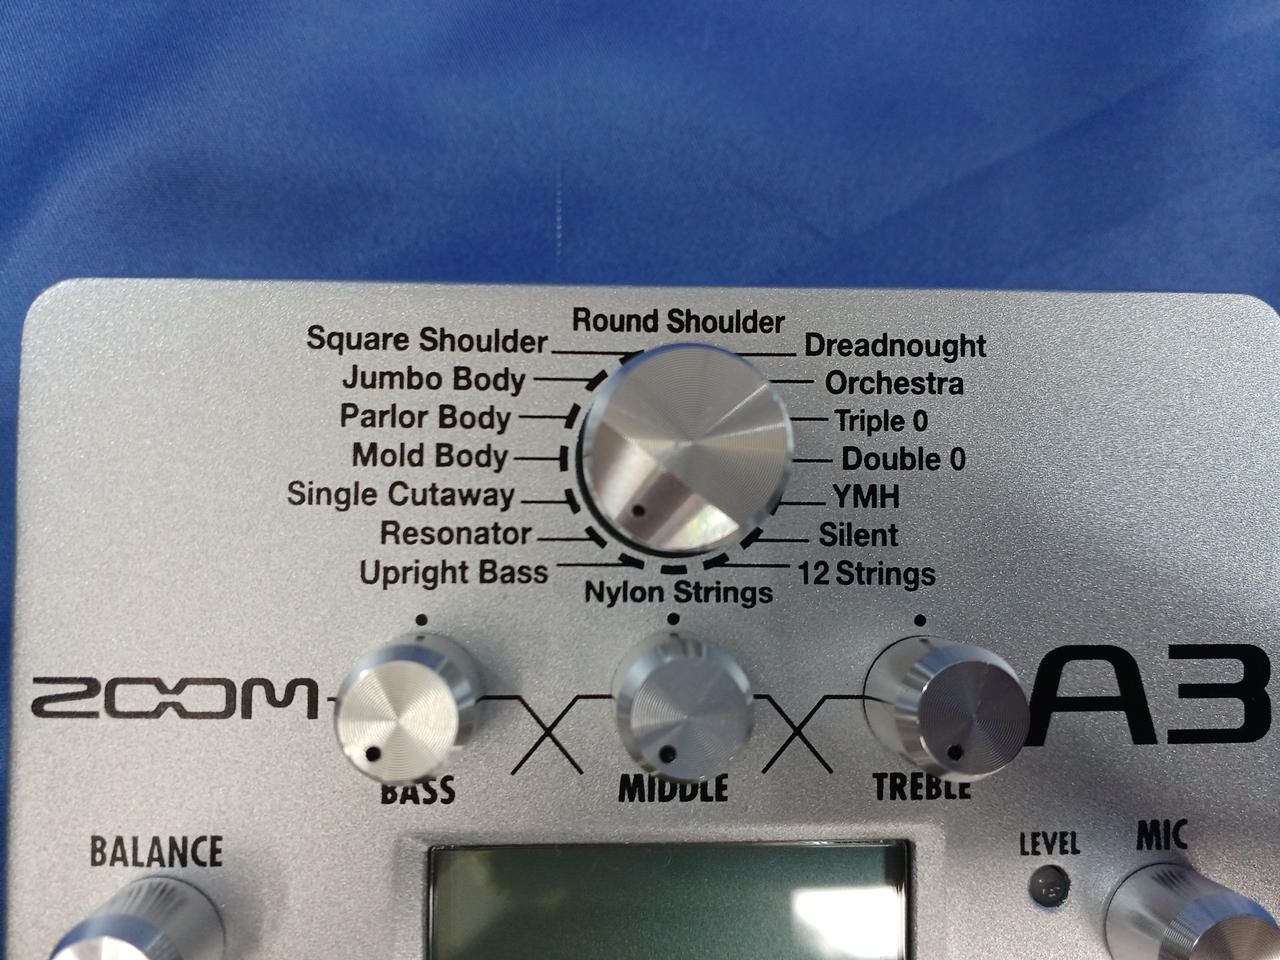 Round Shoulder
Square Shoulder
Dreadnought
Jumbo Body
Orchestra
Parlor Body
Triple 0
Mold Body
Double 0
Single Cutaway
YMH
Resonator
Silent
Upright Bass
12 Strings
Nylon Strings
ZOOM
A3
BASS
MIDDLE
TREBLE
BALANCE
LEVEL
MIC